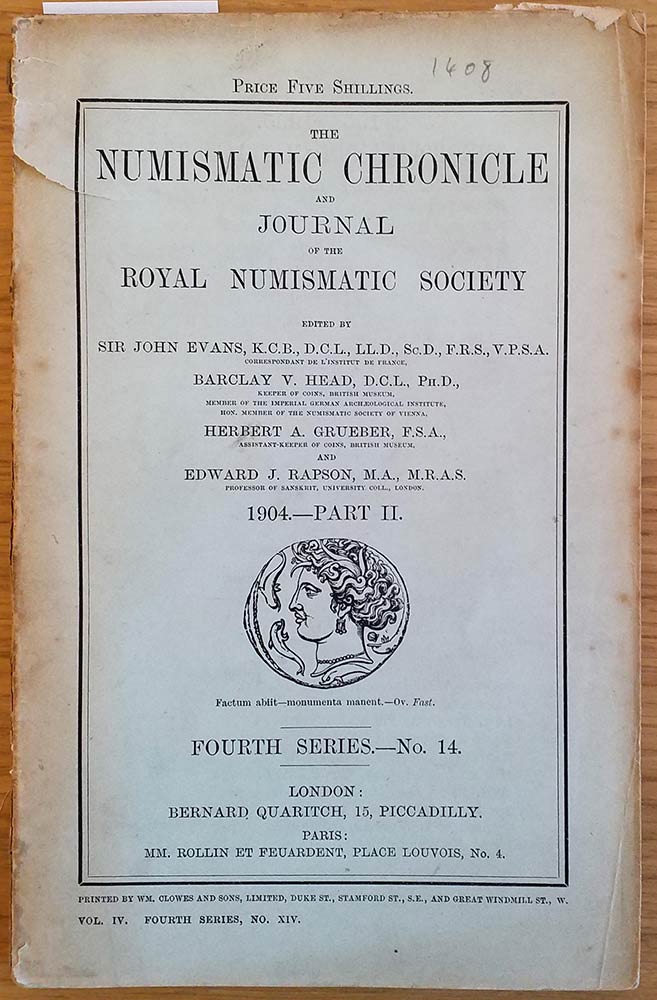 1408
PRICE FIVE SHILLINGS.
THE
NUMISMATIC CHRONICLE
AND
JOURNAL
OF THE
ROYAL NUMISMATIC SOCIETY
EDITED BY
SIR JOHN EVANS, K.C.B., D.C.L., LL.D., Sc.D., F.R.S., V.P.S.A.
CORRESPONDANT DE L'INSTITUT DE FRANCE,
BARCLAY V. HEAD, D.C.L., PH.D.,
KEEPER OF COINS, BRITISH MUSEUM,
MEMBER OF THE IMPERIAL GERMAN ARCHÆOLOGICAL INSTITUTE,
HON. MEMBER OF THE NUMISMATIC SOCIETY OF VIENNA,
HERBERT A. GRUEBER, F.S.A.,
ASSISTANT-KEEPER OF COINS, BRITISH MUSEUM,
AND
EDWARD J. RAPSON, M.A., M.R.A.S.
PROFESSOR OF SANSKRIT, UNIVERSITY COLL., LONDON.
1904.—PART II.
Factum abiit—monumenta manent.—Ov. Fast.
FOURTH SERIES.—No. 14.
LONDON:
BERNARD QUARITCH, 15, PICCADILLY.
PARIS:
MM. ROLLIN ET FEUARDENT, PLACE LOUVOIS, No. 4.
PRINTED BY WM. CLOWES AND SONS, LIMITED, DUKE ST., STAMFORD ST., S.E., AND GREAT WINDMILL ST., W.
VOL. IV. FOURTH SERIES, NO. XIV.